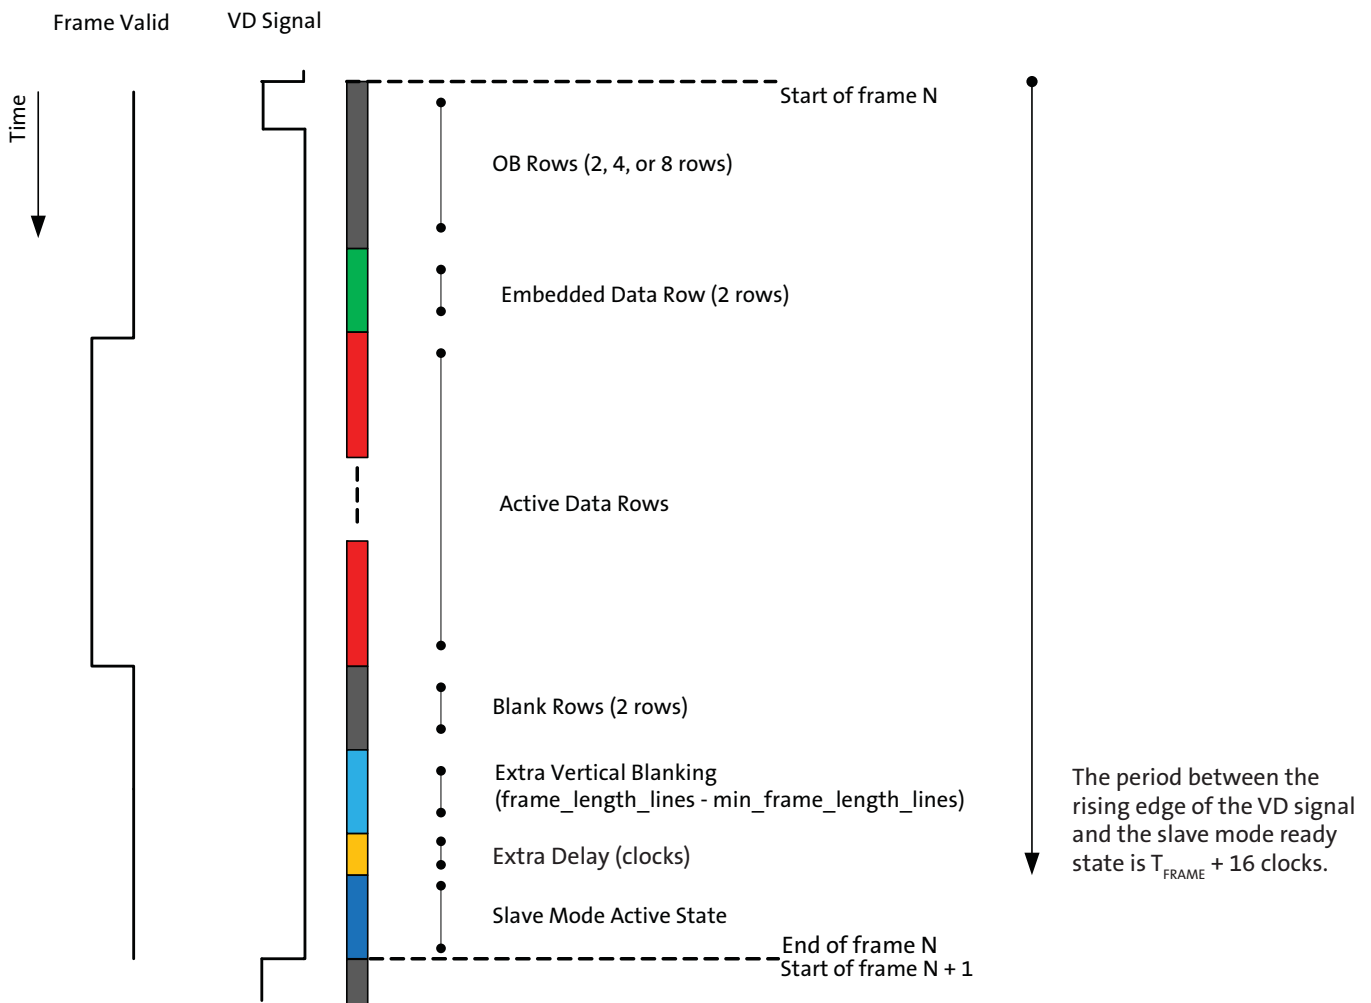 Frame Valid
VD Signal
Time
Start of frame N
OB Rows (2, 4, or 8 rows)
Embedded Data Row (2 rows)
Active Data Rows
Blank Rows (2 rows)
Extra Vertical Blanking
(frame_length_lines - min_frame_length_lines)
Extra Delay (clocks)
Slave Mode Active State
End of frame N
Start of frame N + 1
The period between the
rising edge of the VD signal
and the slave mode ready
state is TFRAME + 16 clocks.